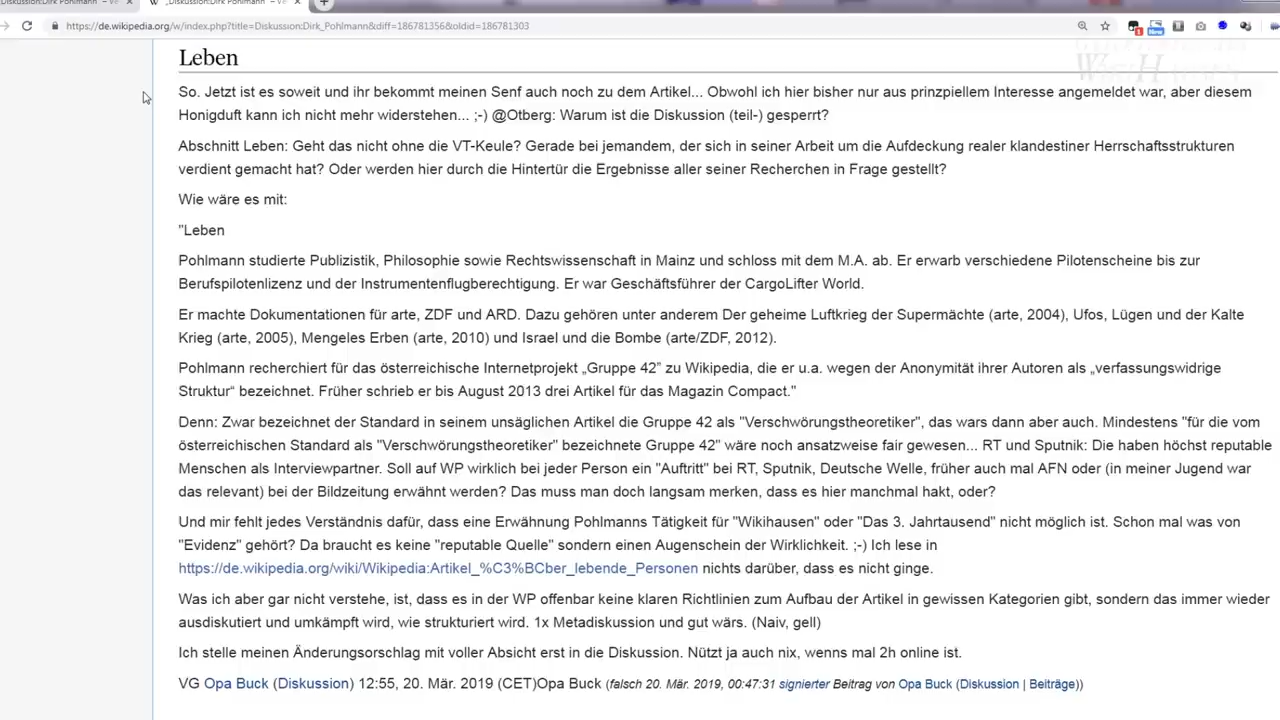 Diskussion:Dirk Pohlmann" – Ve
"Diskussion:Dirk Pohlmann" – Ve
https://de.wikipedia.org/w/index.php?title=Diskussion:Dirk_Pohlmann&diff=186781356&oldid=186781303
Leben
So. Jetzt ist es soweit und ihr bekommt meinen Senf auch noch zu dem Artikel... Obwohl ich hier bisher nur aus prinzpiellem Interesse angemeldet war, aber diesem
Honigduft kann ich nicht mehr widerstehen... ;-) @Otberg: Warum ist die Diskussion (teil-) gesperrt?
Abschnitt Leben: Geht das nicht ohne die VT-Keule? Gerade bei jemandem, der sich in seiner Arbeit um die Aufdeckung realer klandestiner Herrschaftsstrukturen
verdient gemacht hat? Oder werden hier durch die Hintertür die Ergebnisse aller seiner Recherchen in Frage gestellt?
Wie wäre es mit:
"Leben
Pohlmann studierte Publizistik, Philosophie sowie Rechtswissenschaft in Mainz und schloss mit dem M.A. ab. Er erwarb verschiedene Pilotenscheine bis zur
Berufspilotenlizenz und der Instrumentenflugberechtigung. Er war Geschäftsführer der CargoLifter World.
Er machte Dokumentationen für arte, ZDF und ARD. Dazu gehören unter anderem Der geheime Luftkrieg der Supermächte (arte, 2004), Ufos, Lügen und der Kalte
Krieg (arte, 2005), Mengeles Erben (arte, 2010) und Israel und die Bombe (arte/ZDF, 2012).
Pohlmann recherchiert für das österreichische Internetprojekt „Gruppe 42” zu Wikipedia, die er u.a. wegen der Anonymität ihrer Autoren als „verfassungswidrige
Struktur“ bezeichnet. Früher schrieb er bis August 2013 drei Artikel für das Magazin Compact."
Denn: Zwar bezeichnet der Standard in seinem unsäglichen Artikel die Gruppe 42 als "Verschwörungstheoretiker", das wars dann aber auch. Mindestens "für die vom
österreichischen Standard als "Verschwörungstheoretiker" bezeichnete Gruppe 42" wäre noch ansatzweise fair gewesen... RT und Sputnik: Die haben höchst reputable
Menschen als Interviewpartner. Soll auf WP wirklich bei jeder Person ein "Auftritt" bei RT, Sputnik, Deutsche Welle, früher auch mal AFN oder (in meiner Jugend war
das relevant) bei der Bildzeitung erwähnt werden? Das muss man doch langsam merken, dass es hier manchmal hakt, oder?
Und mir fehlt jedes Verständnis dafür, dass eine Erwähnung Pohlmanns Tätigkeit für "Wikihausen" oder "Das 3. Jahrtausend" nicht möglich ist. Schon mal was von
"Evidenz" gehört? Da braucht es keine "reputable Quelle" sondern einen Augenschein der Wirklichkeit. ;-) Ich lese in
https://de.wikipedia.org/wiki/Wikipedia:Artikel_%C3%BCber_lebende_Personen nichts darüber, dass es nicht ginge.
Was ich aber gar nicht verstehe, ist, dass es in der WP offenbar keine klaren Richtlinien zum Aufbau der Artikel in gewissen Kategorien gibt, sondern das immer wieder
ausdiskutiert und umkämpft wird, wie strukturiert wird. 1x Metadiskussion und gut wärs. (Naiv, gell)
Ich stelle meinen Änderungsorschlag mit voller Absicht erst in die Diskussion. Nützt ja auch nix, wenns mal 2h online ist.
VG Opa Buck (Diskussion) 12:55, 20. Mär. 2019 (CET)Opa Buck (falsch 20. Mär. 2019, 00:47:31 signierter Beitrag von Opa Buck (Diskussion | Beiträge))